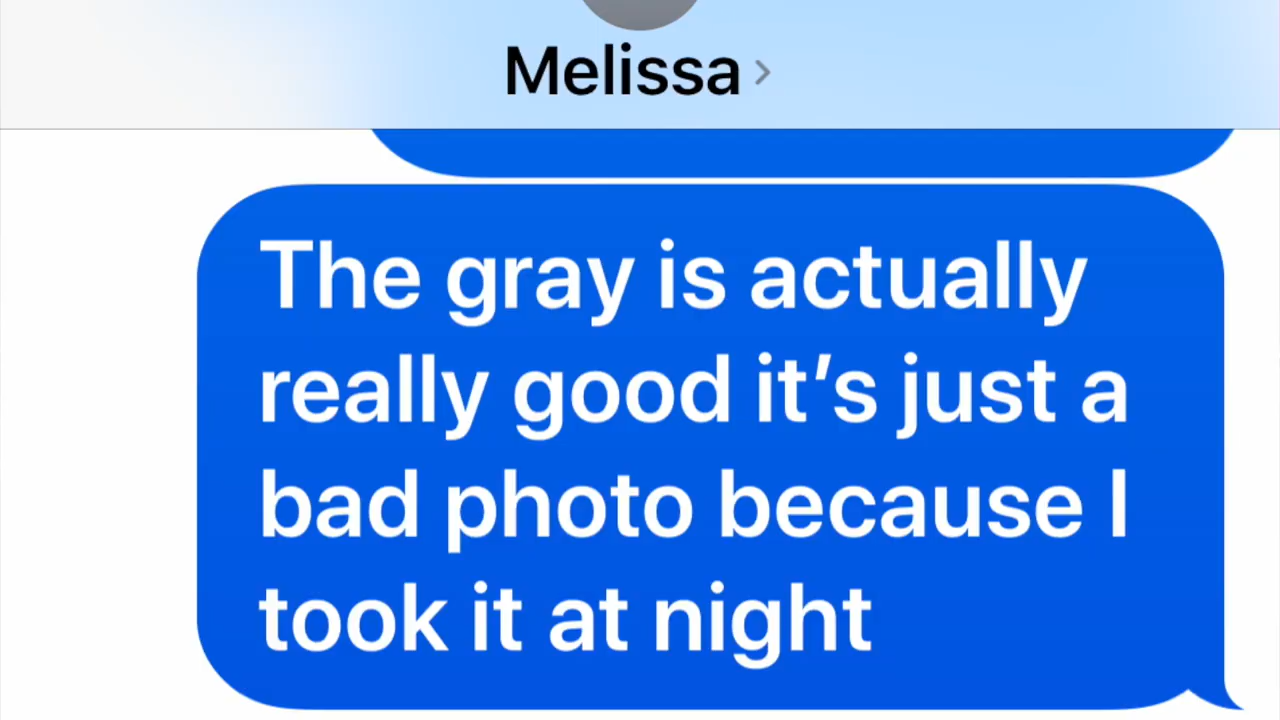 Melissa
The gray is actually
really good it’s just a
bad photo because I
took it at night